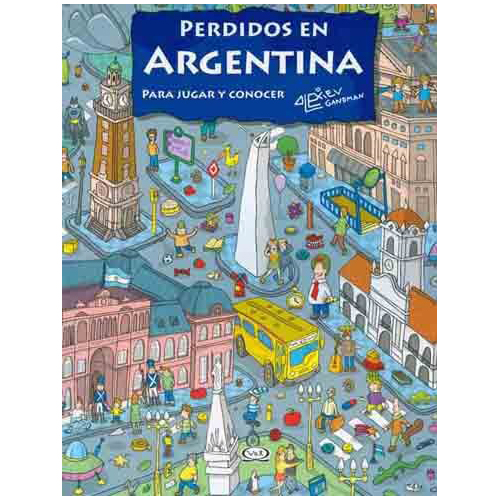 PERDIDOS EN
ARGENTINA
PARA JUGAR Y CONOCER
ALEXIEV
GANDMAN
V&R